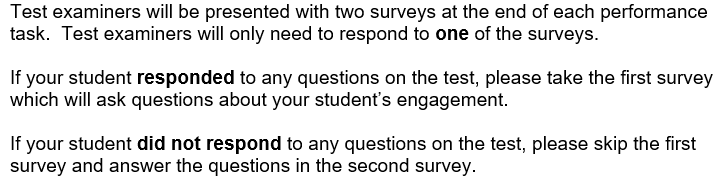 Test examiners will be presented with two surveys at the end of each performance
task.  Test examiners will only need to respond to one of the surveys.
If your student responded to any questions on the test, please take the first survey
which will ask questions about your student's engagement.
If your student did not respond to any questions on the test, please skip the first
survey and answer the questions in the second survey.